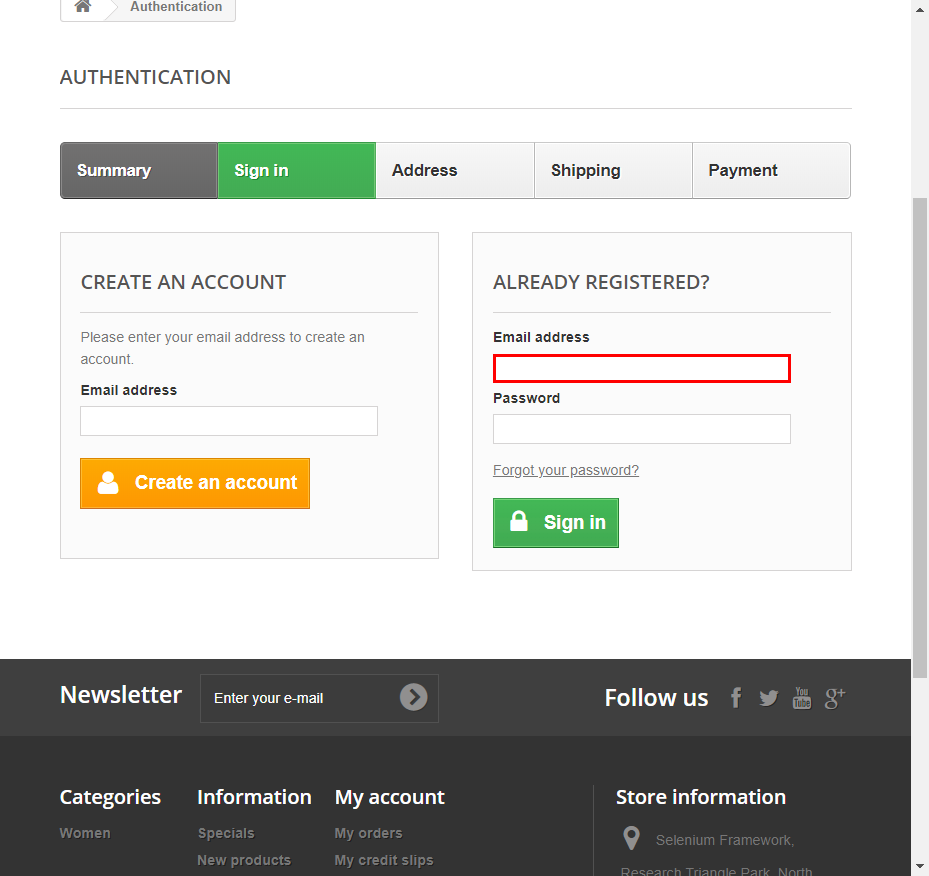 Authentication
AUTHENTICATION
Summary
Sign in
Address
Shipping
Payment
CREATE AN ACCOUNT
Please enter your email address to create an
account.
Email address
Create an account
ALREADY REGISTERED?
Email address
Password
Forgot your password?
Sign in
Newsletter
Enter your e-mail
Follow us
You
Tube
g+
Categories
Women
Information
Specials
New products
My account
My orders
My credit slips
Store information
Selenium Framework,
Research Triangle Park, North